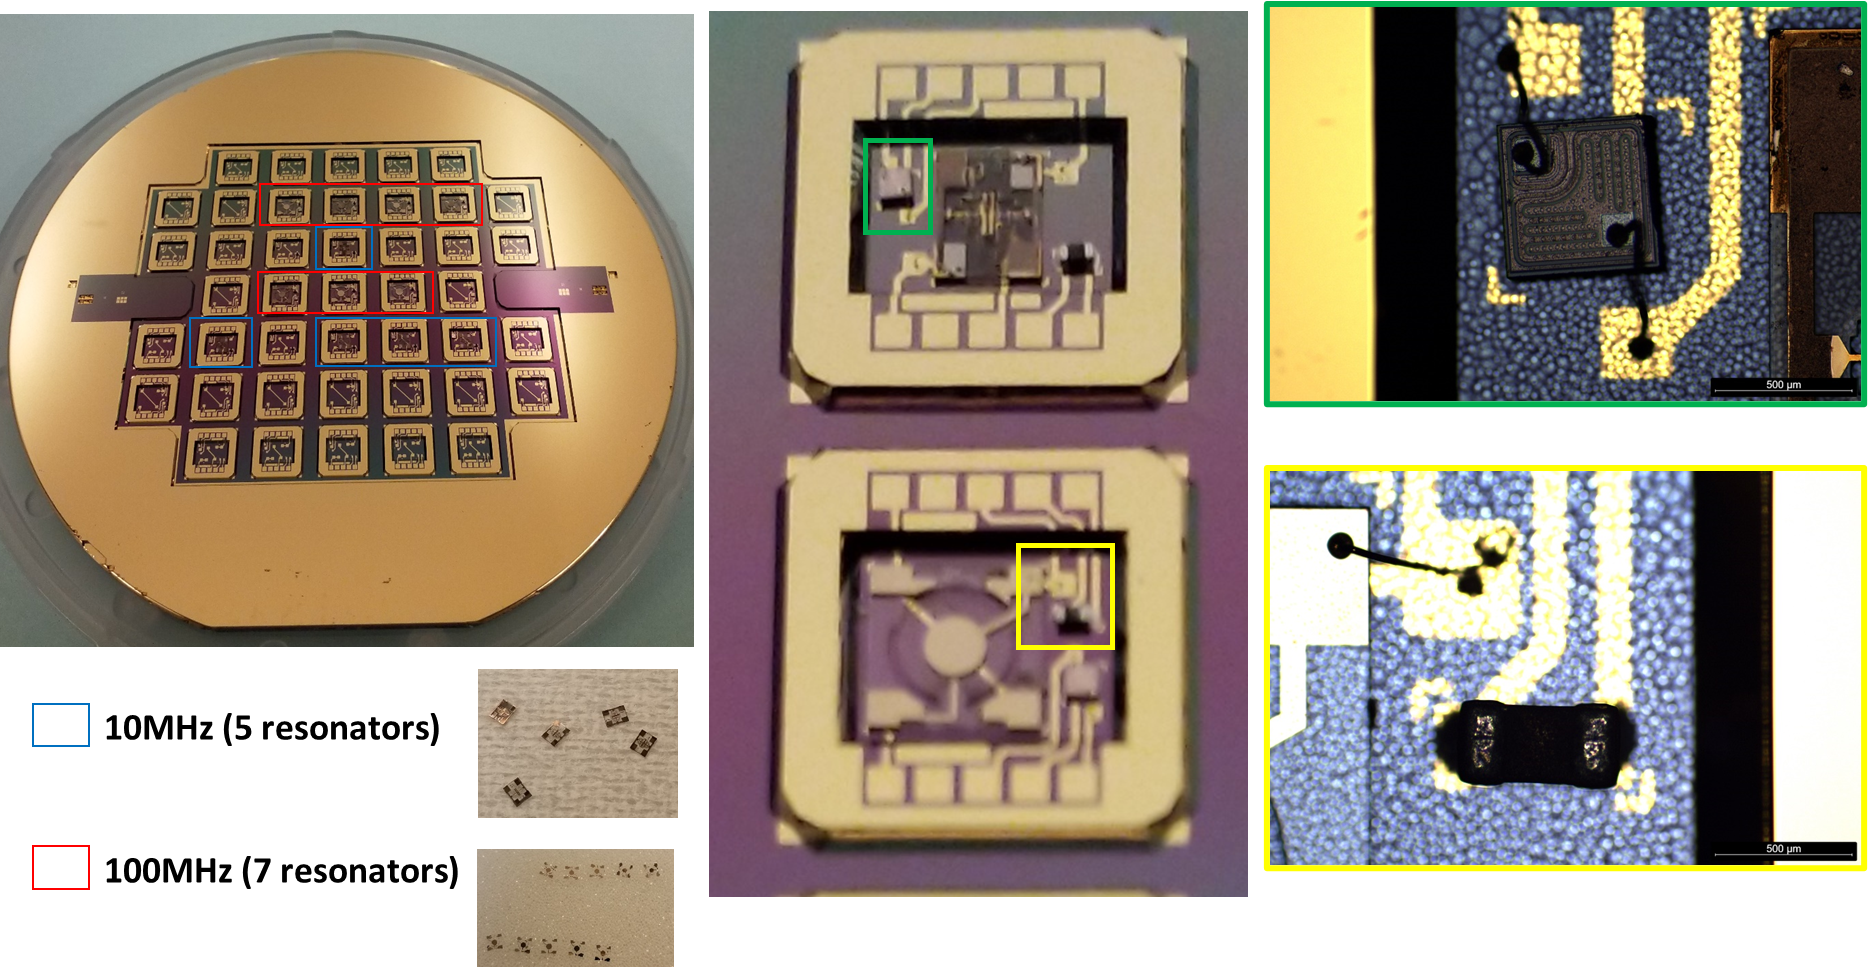 10MHz (5 resonators)
100MHz (7 resonators)
500 µm
500 µm